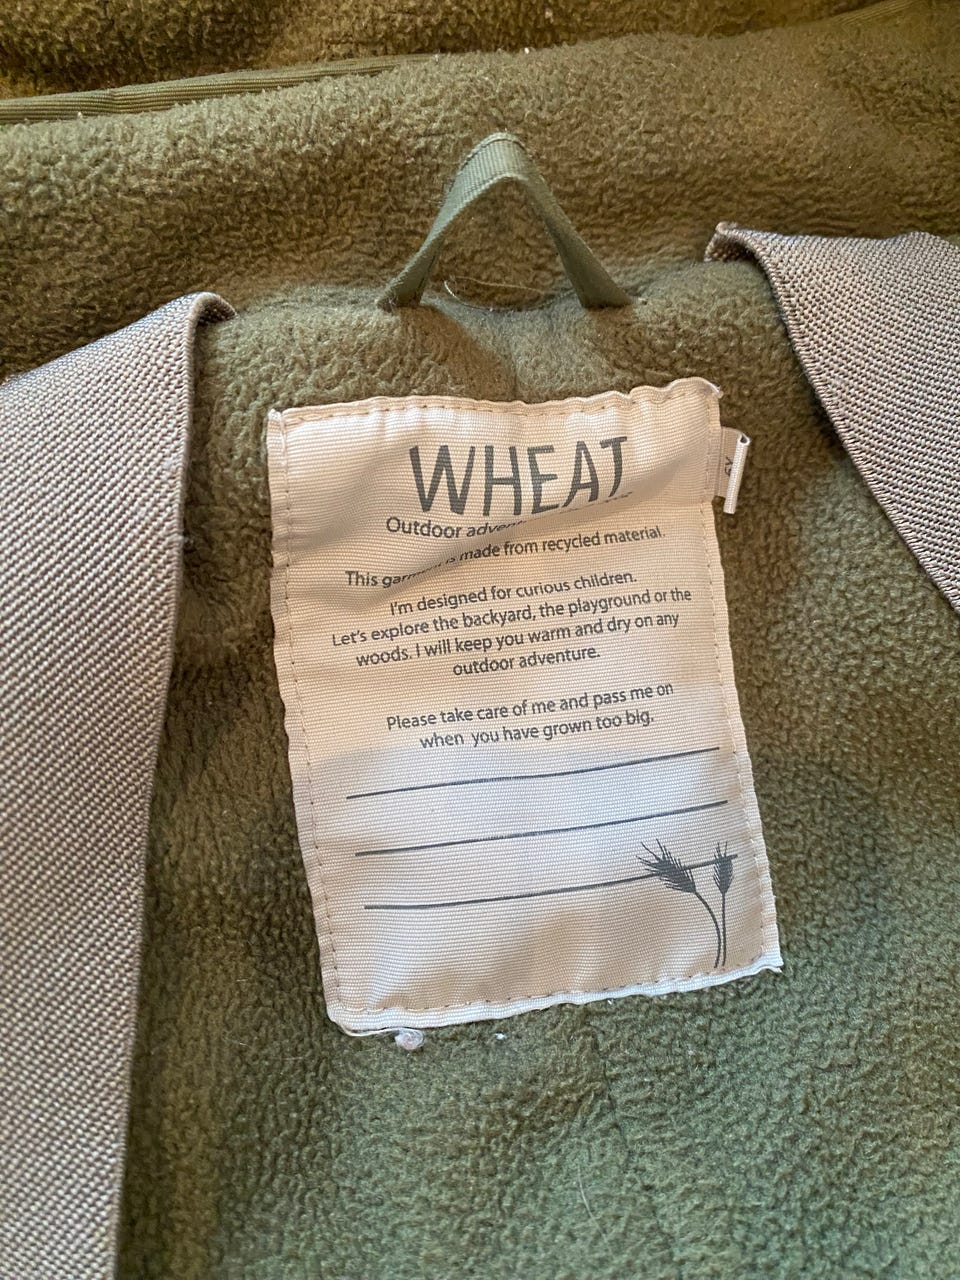 WHEAT
Outdoor
This is made from recycled material.
I'm designed for curious children.
Let's explore the backyard, the playground or the
woods. I will keep you warm and dry on any
outdoor adventure.
Please take care of me and pass me on
when you have grown too big.